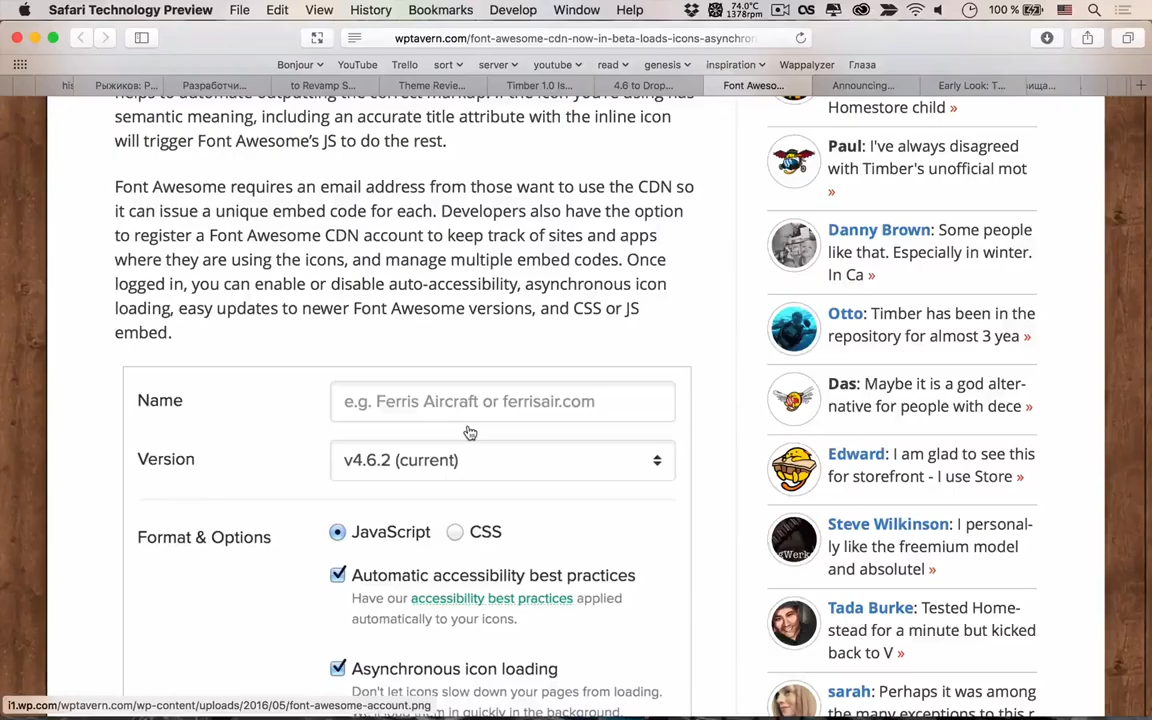 Safari Technology Preview File Edit View History Bookmarks Develop Window Help 74.0°C 1378rpm 100 %
wptavern.com/font-awesome-cdn-now-in-beta-loads-icons-asynchron
Bonjour YouTube Trello sort server youtube read genesis inspiration Wappalyzer Глаза
his Рыжиков: Р... Разработчи... to Revamp S... Theme Revie... Timber 1.0 Is... 4.6 to Drop... Font Aweso... Announcing... Early Look: T...
semantic meaning, including an accurate title attribute with the inline icon
will trigger Font Awesome's JS to do the rest.
Font Awesome requires an email address from those want to use the CDN so
it can issue a unique embed code for each. Developers also have the option
to register a Font Awesome CDN account to keep track of sites and apps
where they are using the icons, and manage multiple embed codes. Once
logged in, you can enable or disable auto-accessibility, asynchronous icon
loading, easy updates to newer Font Awesome versions, and CSS or JS
embed.
Name e.g. Ferris Aircraft or ferrisair.com
Version v4.6.2 (current)
Format & Options JavaScript CSS
Automatic accessibility best practices
Have our accessibility best practices applied
automatically to your icons.
Asynchronous icon loading
Don't let icons slow down your pages from loading.
Homestore child »
Paul: I've always disagreed
with Timber's unofficial mot
»
Danny Brown: Some people
like that. Especially in winter.
In Ca »
Otto: Timber has been in the
repository for almost 3 yea »
Das: Maybe it is a god alter-
native for people with dece »
Edward: I am glad to see this
for storefront - I use Store »
Steve Wilkinson: I personal-
ly like the freemium model
and absolutel »
Tada Burke: Tested Home-
stead for a minute but kicked
back to V »
sarah: Perhaps it was among
the many exceptions to this r
i1.wp.com/wptavern.com/wp-content/uploads/2016/05/font-awesome-account.png